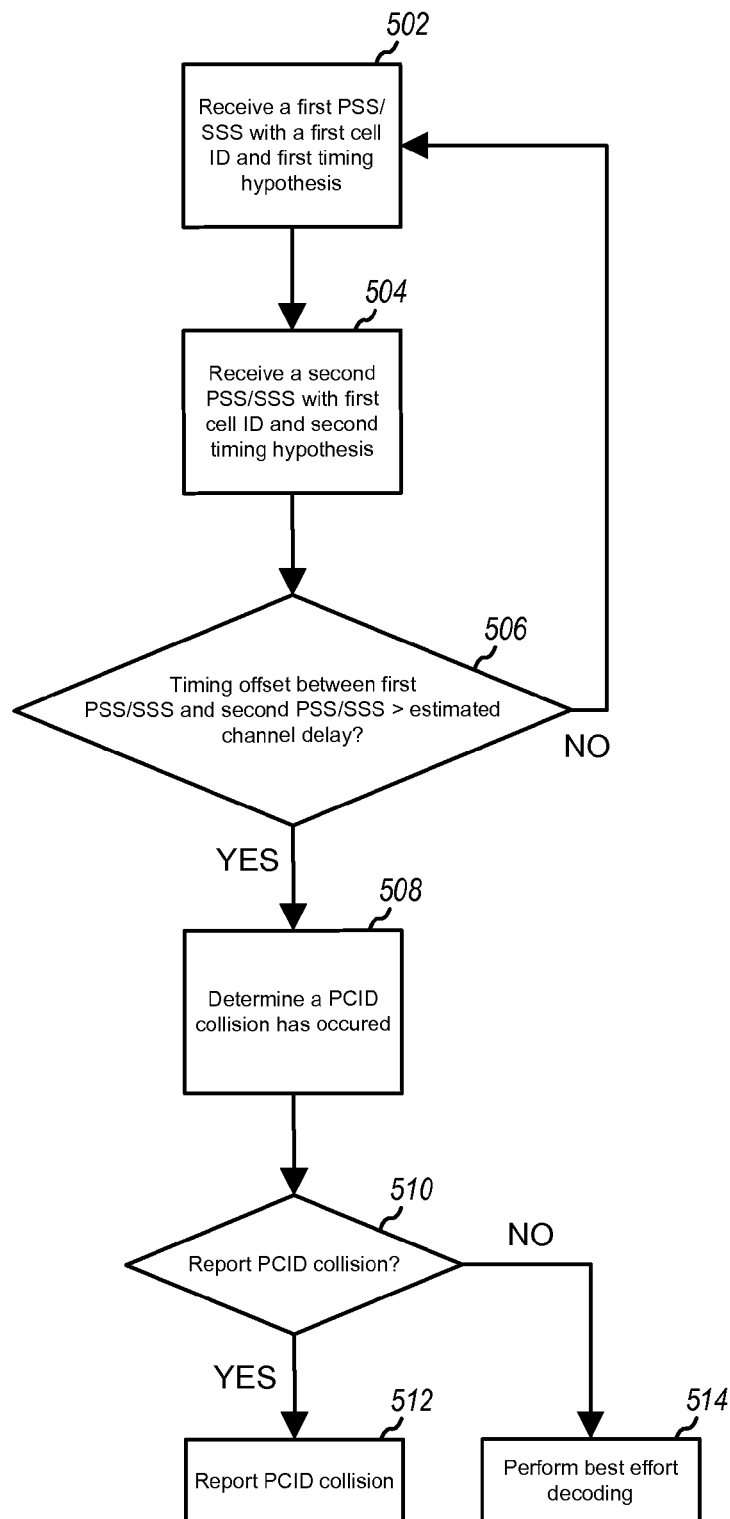 502
Receive a first PSS/
SSS with a first cell
ID and first timing
hypothesis
504
Receive a second
PSS/SSS with first
cell ID and second
timing hypothesis
506
Timing offset between first
PSS/SSS and second PSS/SSS > estimated
channel delay?
NO
YES
508
Determine a PCID
collision has occured
510
Report PCID collision?
NO
YES
512
Report PCID collision
514
Perform best effort
decoding